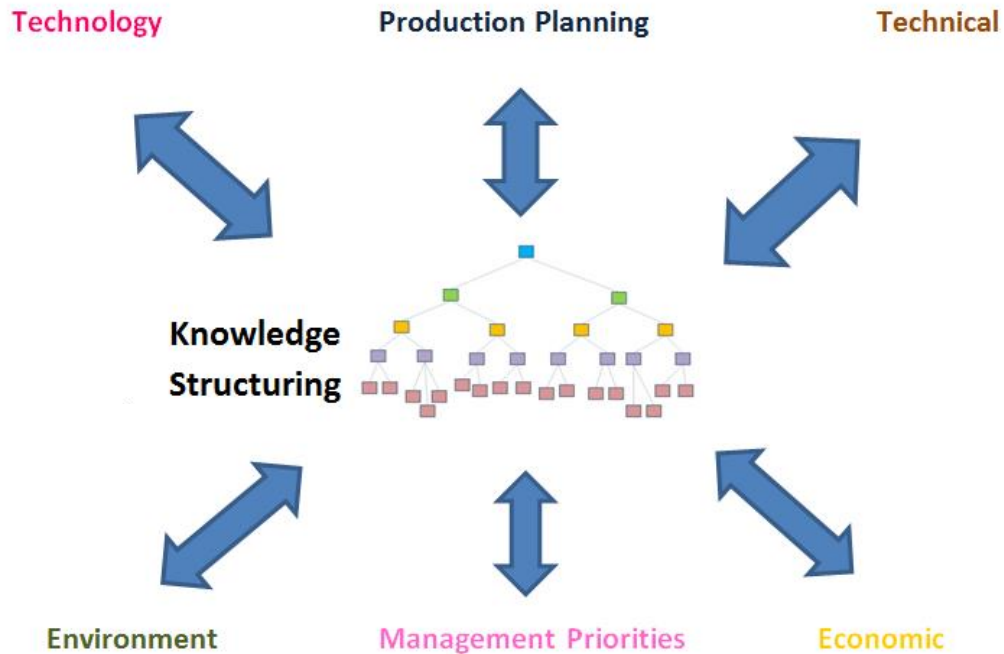 Technology
Production Planning
Technical
Knowledge
Structuring
Environment
Management Priorities
Economic